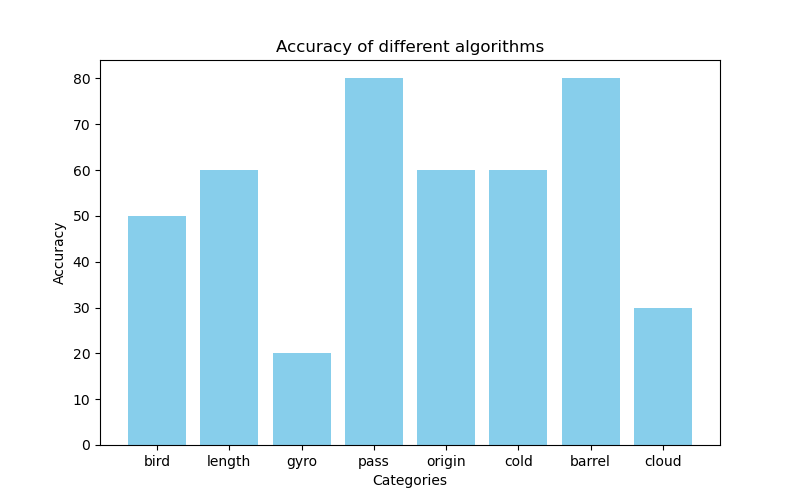 Accuracy of different algorithms
Accuracy
80
70
60
50
40
30
20
10
0
bird length gyro pass origin cold barrel cloud
Categories